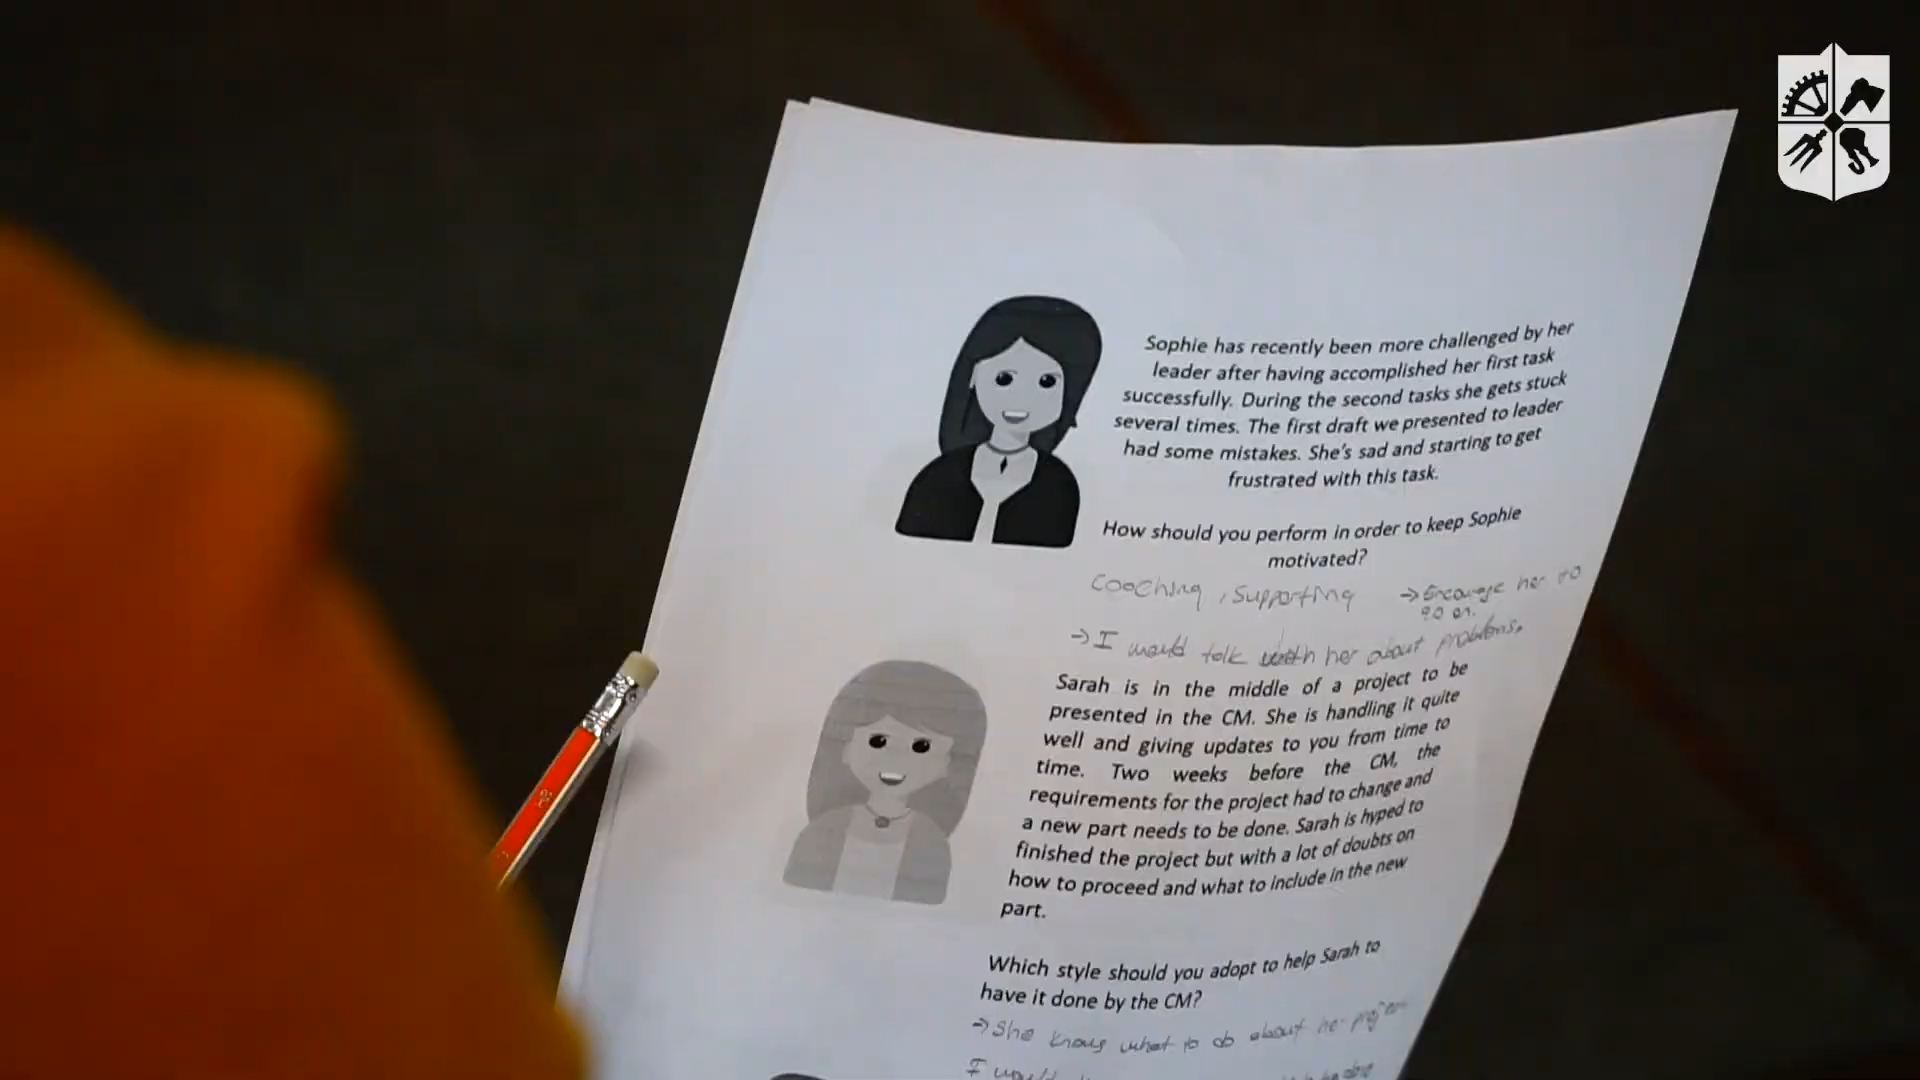 Sophie has recently been more challenged by her
leader after having accomplished her first task
successfully. During the second tasks she gets stuck
several times. The first draft we presented to leader
had some mistakes. She's sad and starting to get
frustrated with this task.
How should you perform in order to keep Sophie
motivated?
Cooching, Supporting → Encourage her to
go on.
→ I would talk with her about problems.
Sarah is in the middle of a project to be
presented in the CM. She is handling it quite
well and giving updates to you from time to
time. Two weeks before the CM, the
requirements for the project had to change and
a new part needs to be done. Sarah is hyped to
finished the project but with a lot of doubts on
how to proceed and what to include in the new
part.
Which style should you adopt to help Sarah to
have it done by the CM?
→ She knows what to do about her project
I would